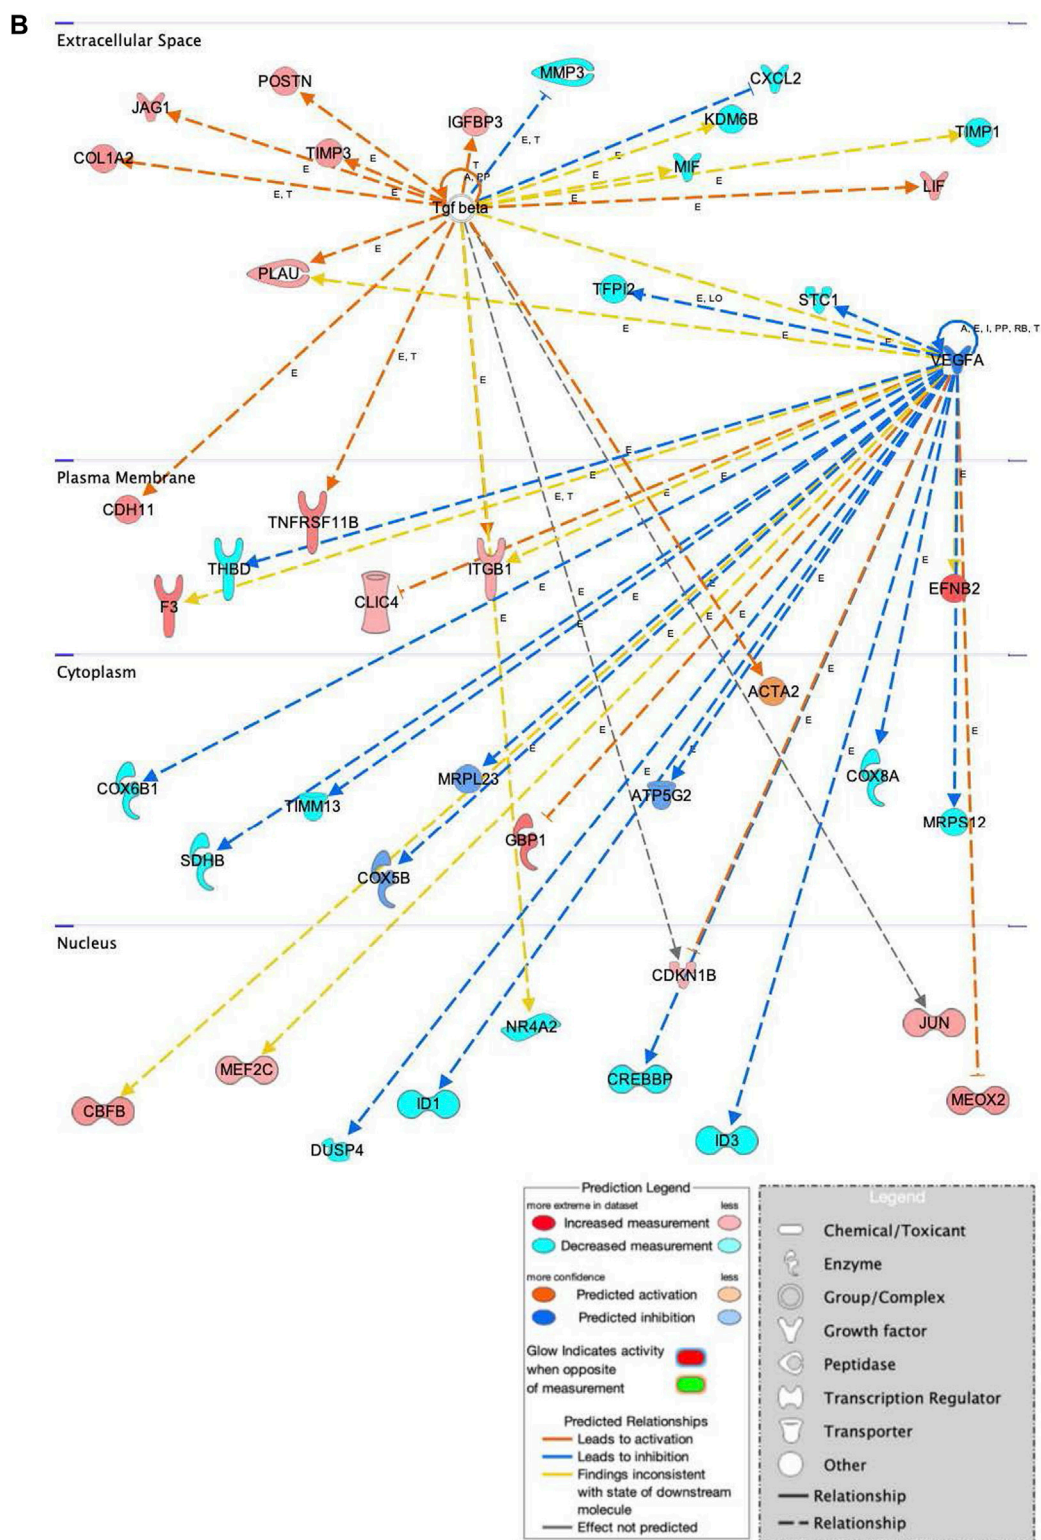 B
Extracellular Space
MMP3
CXCL2
POSTN
JAG1
IGFBP3
KDM6B
TIMP1
COL1A2
TIMP3
E
E, T
E
MIF
T
A, PP
E
E
E
LIF
E, T
E
E
E
Tgf beta
E
PLAU
TFPI2
E, LO
STC1
E
E
A, E, I, PP, RB, T
VEGFA
E, T
E
E
E
Plasma Membrane
E
E
E
E
E, T
CDH11
TNFRSF11B
THBD
ITGB1
F3
CLIC4
EFNB2
E
E
E
E
E
E
E
E
E
E
E
Cytoplasm
E
ACTA2
E
E
E
E
E
E
E
COX6B1
TIMM13
MRPL23
ATP5G2
COX8A
MRPS12
SDHB
COX5B
GBP1
Nucleus
CDKN1B
NR4A2
JUN
MEF2C
CREBBP
CBFB
ID1
MEOX2
DUSP4
ID3
Prediction Legend
more extreme in dataset less
Increased measurement
Decreased measurement
more confidence less
Predicted activation
Predicted inhibition
Glow Indicates activity
when opposite
of measurement
Predicted Relationships
Leads to activation
Leads to inhibition
Findings inconsistent
with state of downstream
molecule
Effect not predicted
Legend
Chemical/Toxicant
Enzyme
Group/Complex
Growth factor
Peptidase
Transcription Regulator
Transporter
Other
Relationship
Relationship